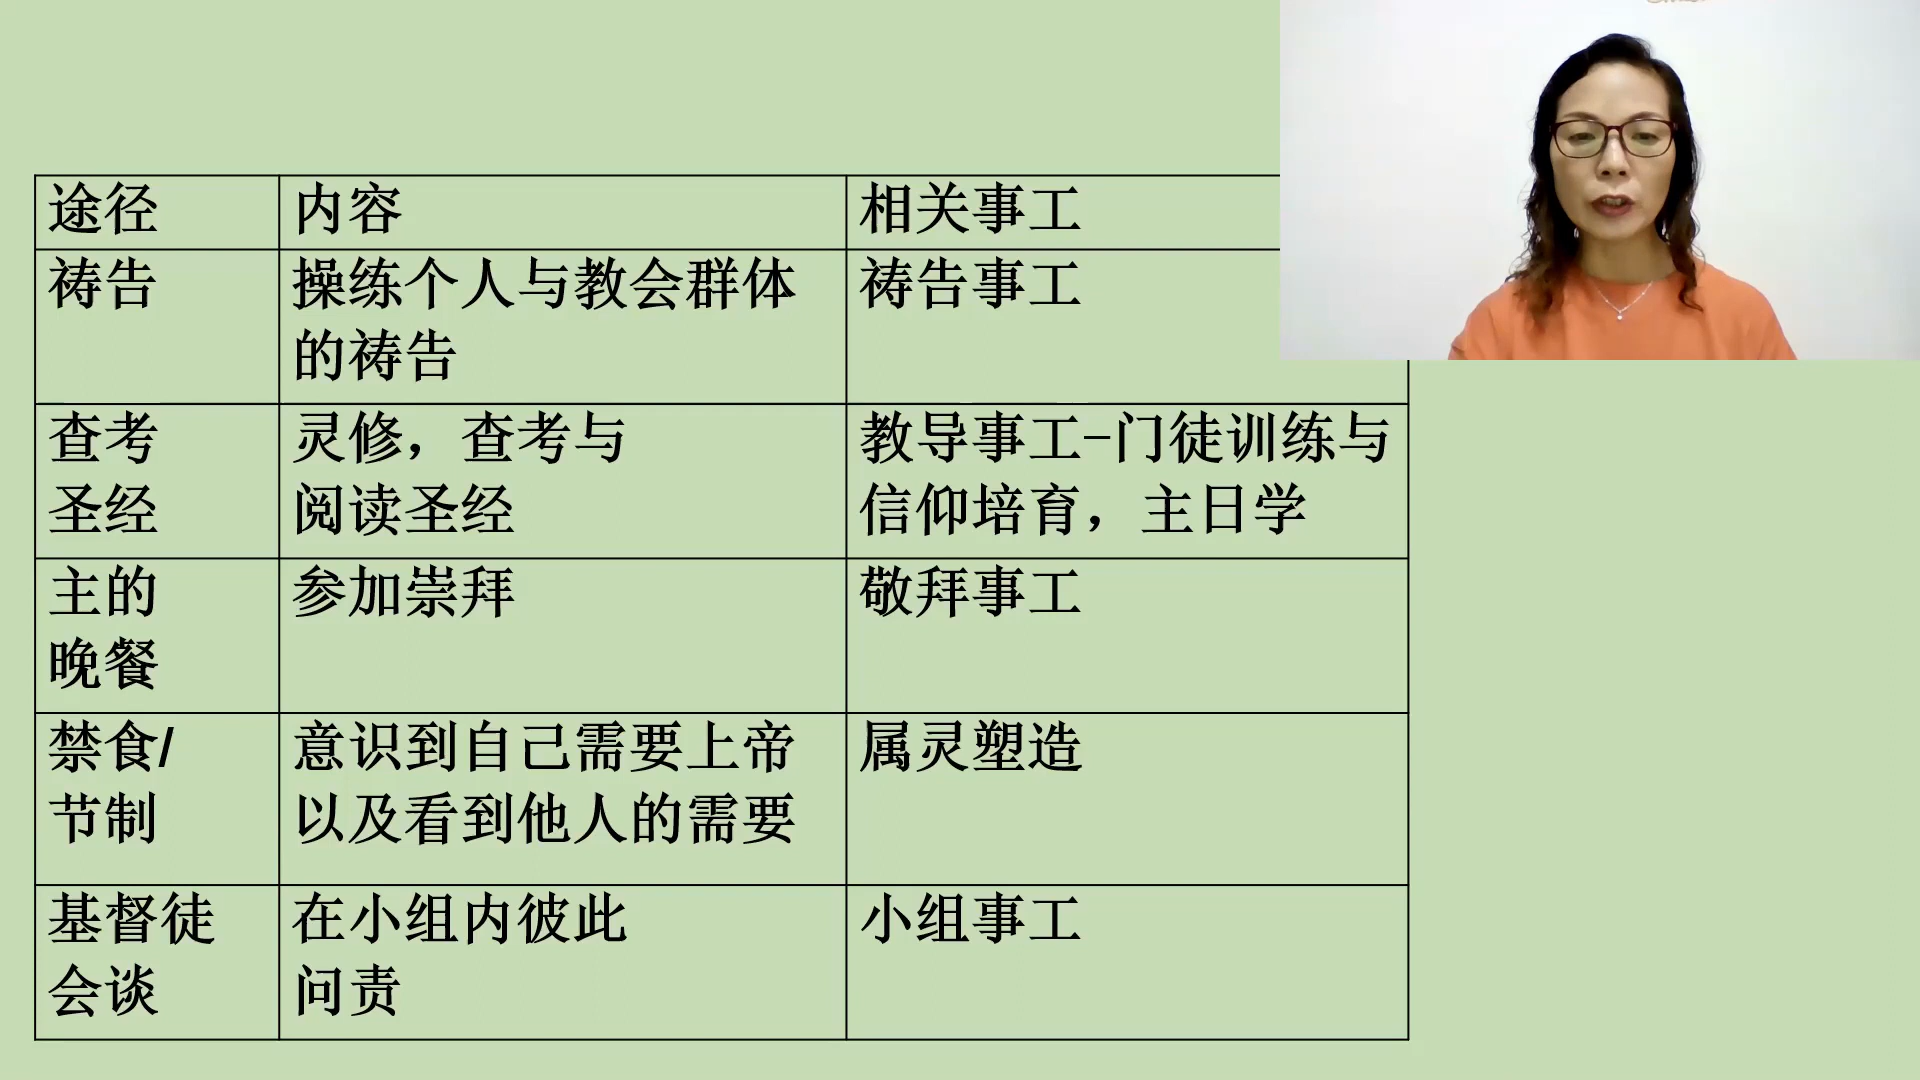 途径
内容
相关事工
祷告
操练个人与教会群体
的祷告
祷告事工
查考
圣经
灵修，查考与
阅读圣经
教导事工-门徒训练与
信仰培育，主日学
主的
晚餐
参加崇拜
敬拜事工
禁食/
节制
意识到自己需要上帝
以及看到他人的需要
属灵塑造
基督徒
会谈
在小组内彼此
问责
小组事工